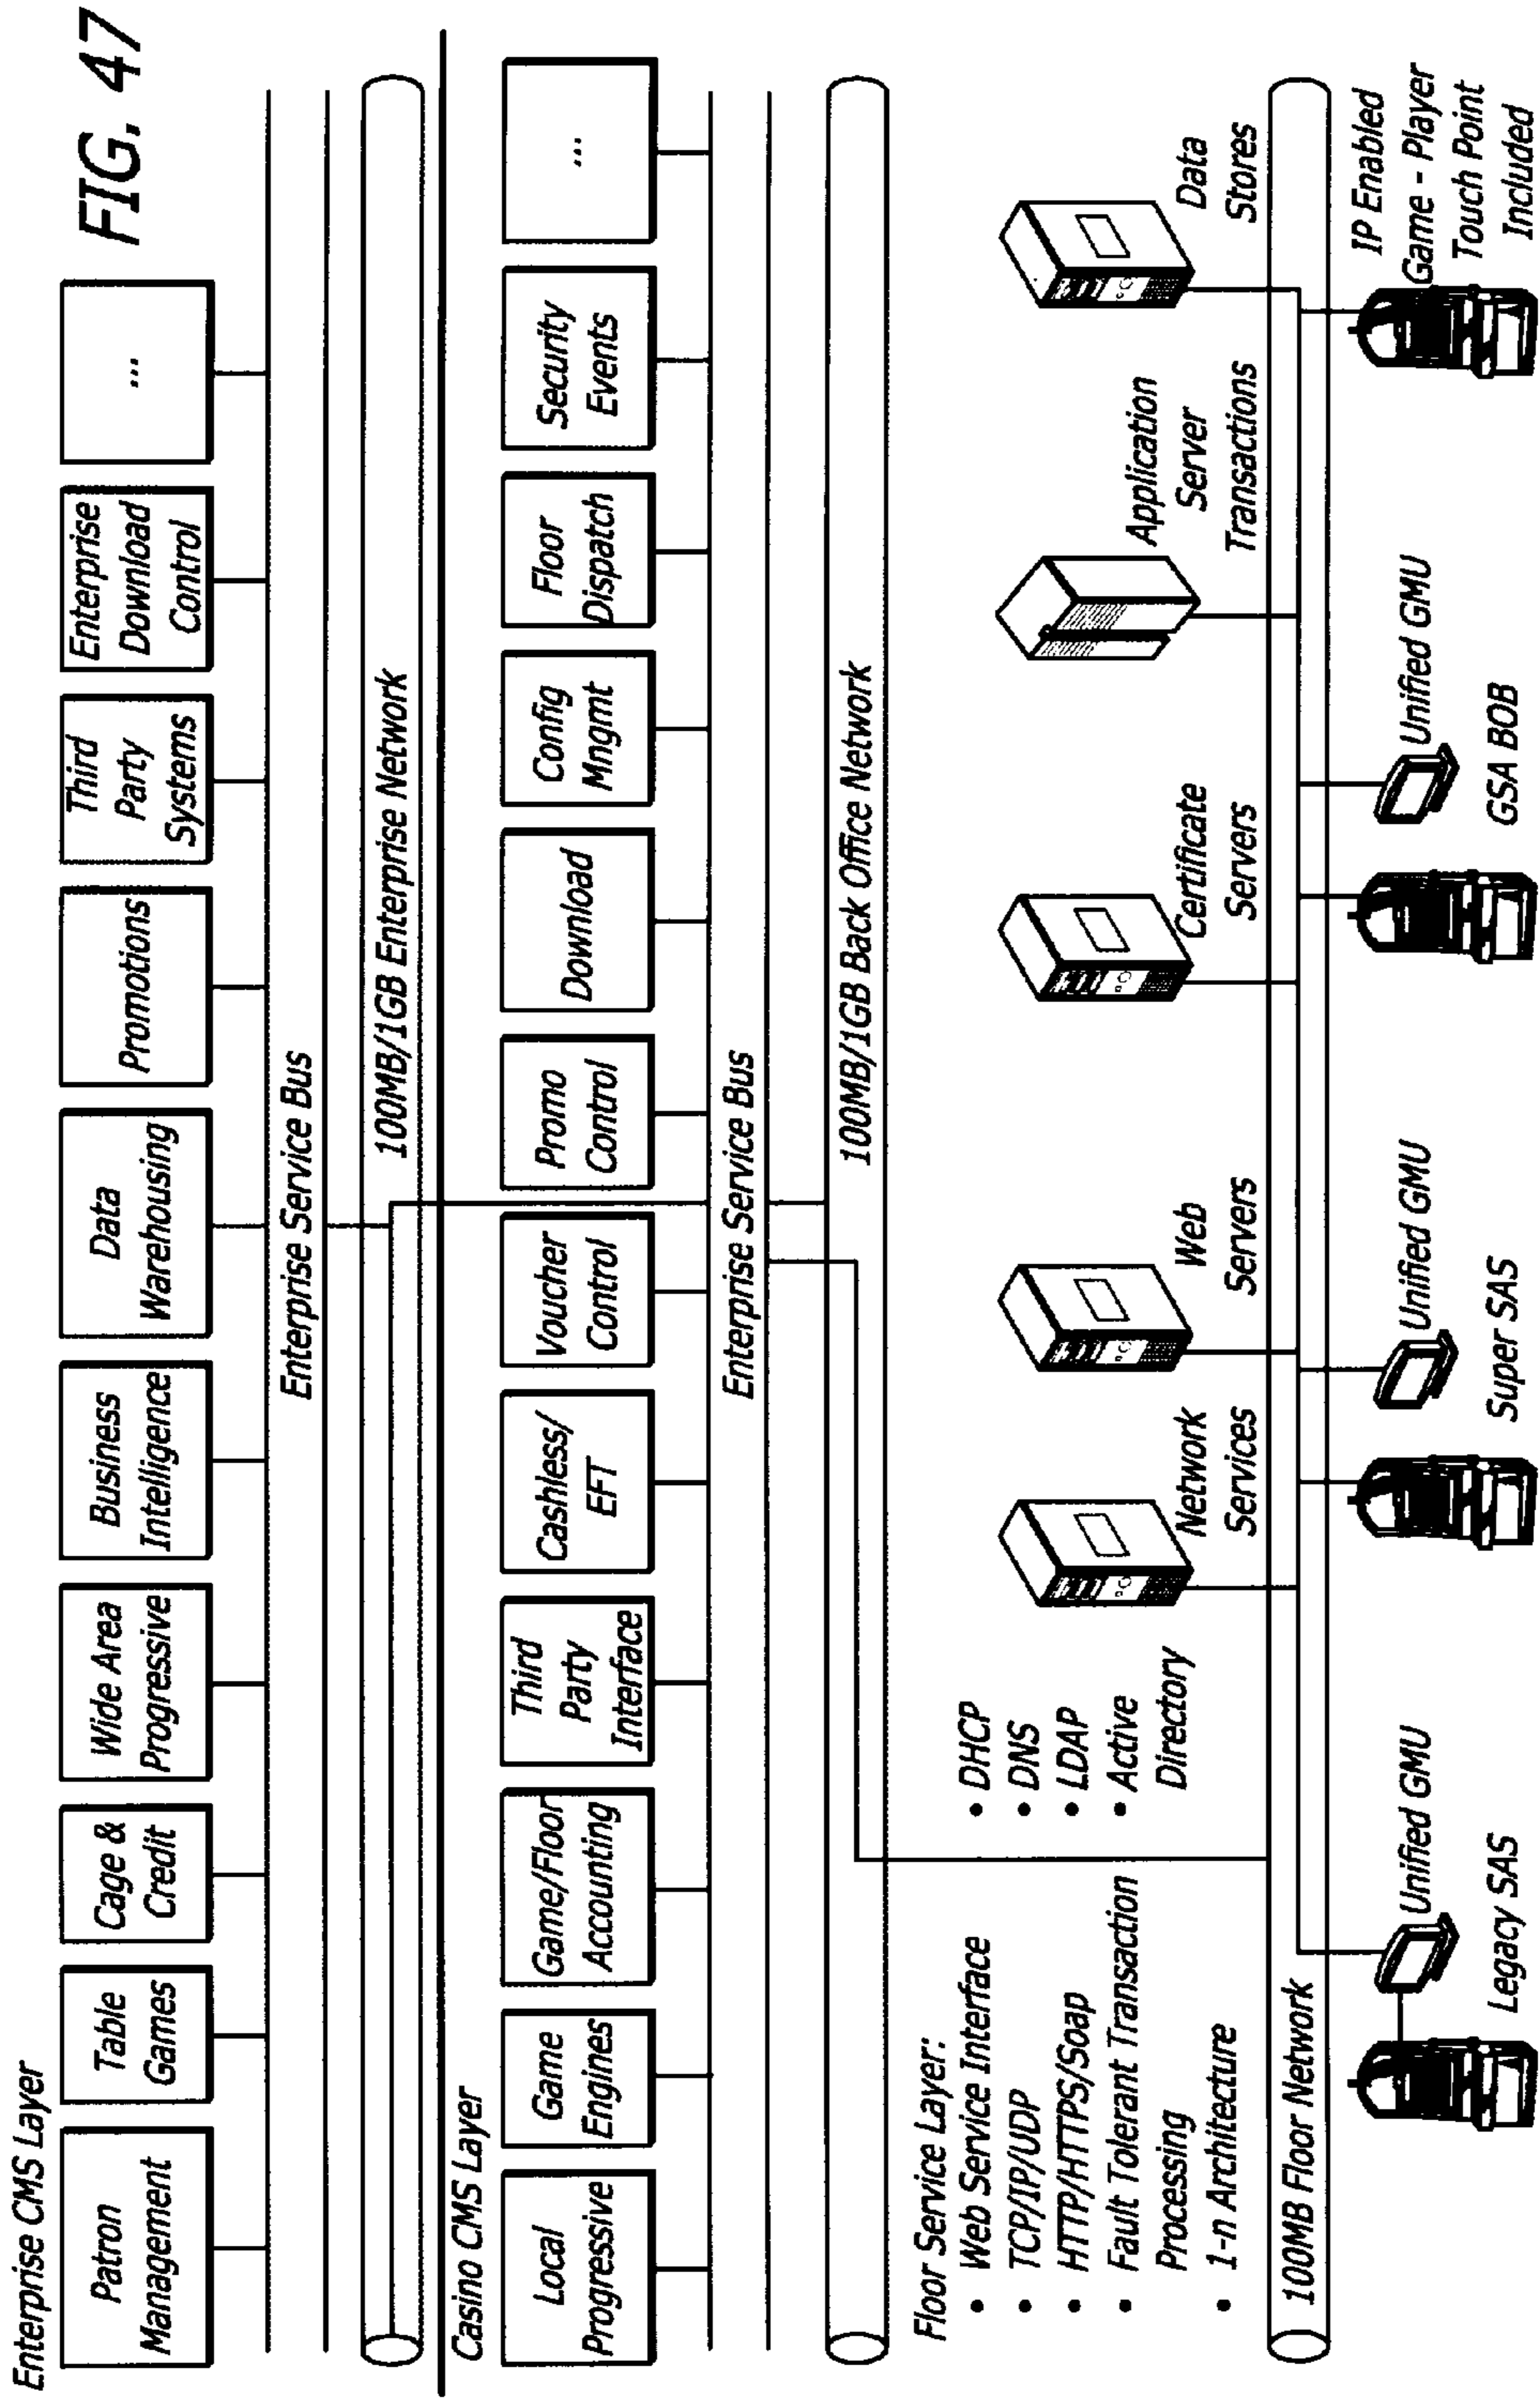 FIG. 47
Enterprise CMS Layer
Patron
Management
Table
Games
Cage &
Credit
Wide Area
Progressive
Business
Intelligence
Data
Warehousing
Promotions
Third
Party
Systems
Enterprise
Download
Control
...
Enterprise Service Bus
100MB/1GB Enterprise Network
Casino CMS Layer
Local
Progressive
Game
Engines
Game/Floor
Accounting
Third
Party
Interface
Cashless/
EFT
Voucher
Control
Promo
Control
Download
Config
Mngmt
Floor
Dispatch
Security
Events
...
Enterprise Service Bus
100MB/1GB Back Office Network
Floor Service Layer:
• Web Service Interface
• TCP/IP/UDP
• HTTP/HTTPS/Soap
• Fault Tolerant Transaction
Processing
• 1-n Architecture
• DHCP
• DNS
• LDAP
• Active
Directory
Network
Services
Web
Servers
Certificate
Servers
Application
Server
Transactions
Data
Stores
100MB Floor Network
Unified GMU
Legacy SAS
Unified GMU
Super SAS
Unified GMU
GSA BOB
IP Enabled
Game - Player
Touch Point
Included